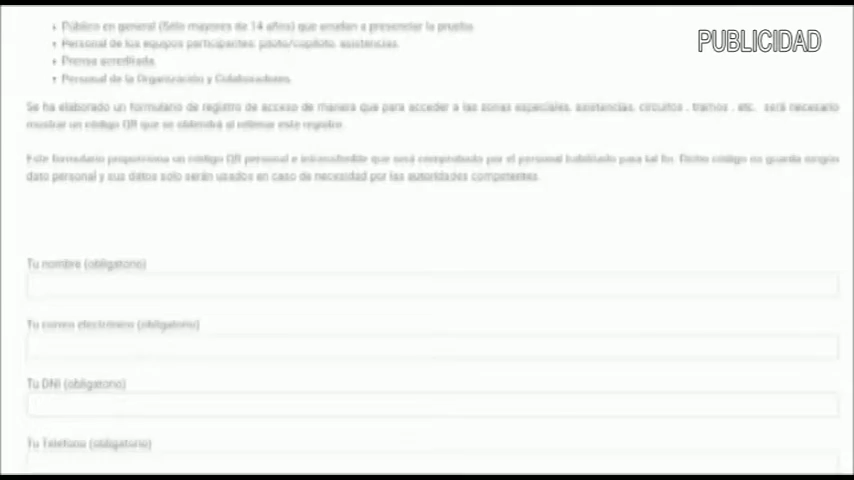 PUBLICIDAD
Público en general (Sólo mayores de 14 años) que acudan a presenciar la prueba.
Personal de los equipos participantes: piloto/copiloto, asistencias.
Prensa acreditada.
Personal de la Organización y Colaboradores.
Se ha elaborado un formulario de registro de acceso de manera que para acceder a las zonas especiales, asistencias, circuitos , tramos , etc. será necesario
mostrar un código QR que se obtendrá al rellenar este registro.
Este formulario proporciona un código QR personal e intransferible que será comprobado por el personal habilitado para tal fin. Dicho código no guarda ningún
dato personal y sus datos solo serán usados en caso de necesidad por las autoridades competentes.
Tu nombre (obligatorio)
Tu correo electrónico (obligatorio)
Tu DNI (obligatorio)
Tu Teléfono (obligatorio)